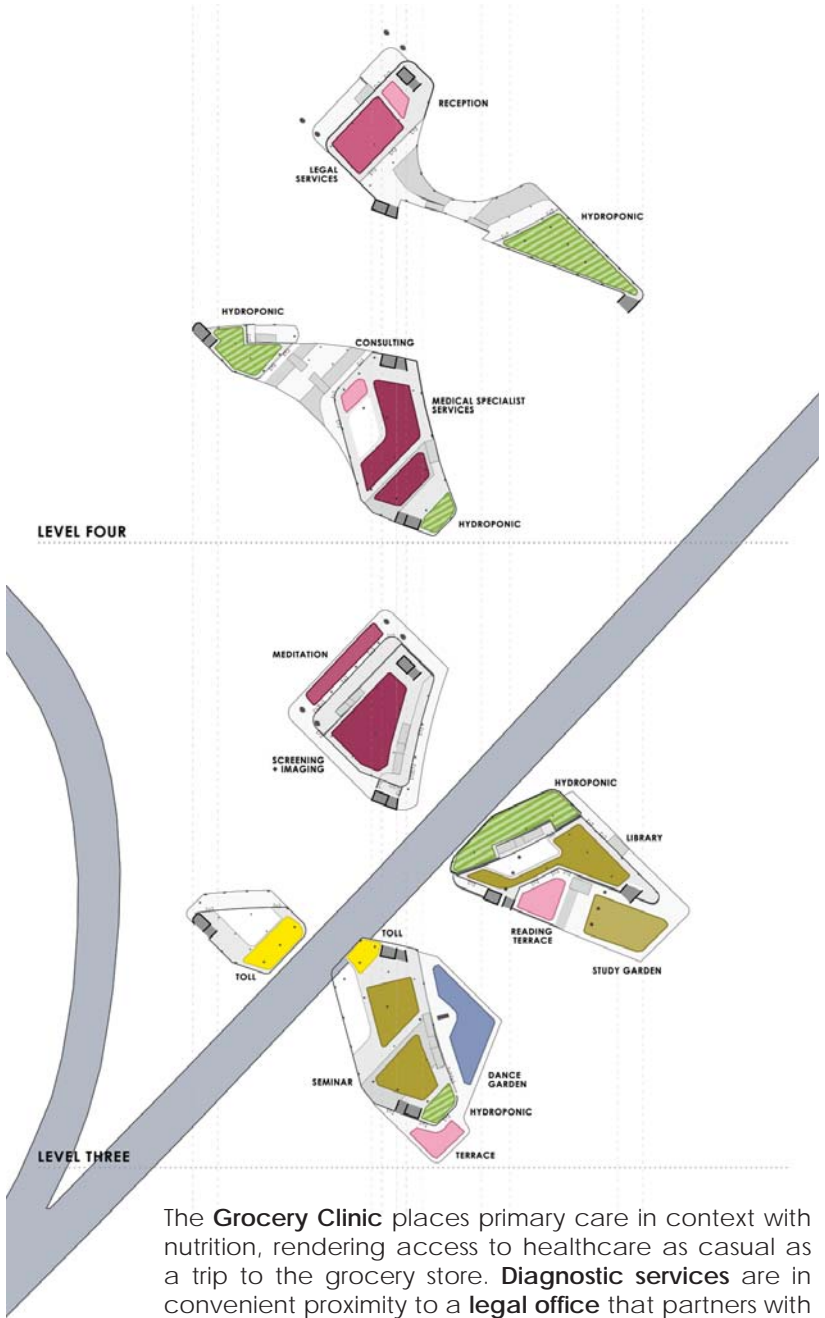 RECEPTION
LEGAL
SERVICES
HYDROPONIC
HYDROPONIC
CONSULTING
MEDICAL SPECIALIST
SERVICES
HYDROPONIC
LEVEL FOUR
MEDITATION
SCREENING
+ IMAGING
HYDROPONIC
LIBRARY
READING
TERRACE
STUDY GARDEN
TOLL
TOLL
SEMINAR
DANCE
GARDEN
HYDROPONIC
TERRACE
LEVEL THREE
The Grocery Clinic places primary care in context with
nutrition, rendering access to healthcare as casual as
a trip to the grocery store. Diagnostic services are in
convenient proximity to a legal office that partners with